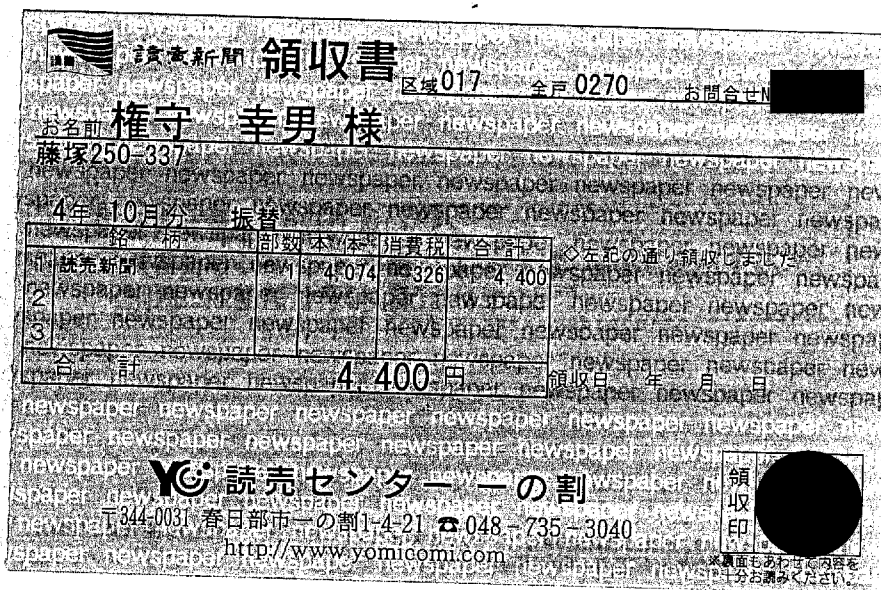 讀賣新聞 領収書 区域017 全戸0270 お問合せN
お名前 権守 幸男 様
藤塚250-337
4年10月分 振替
銘柄 部数 本体 消費税 合計 ◇左記の通り領収しました
1 読売新聞 1 4,074 326 4,400
2
3
合計 4,400 円 領収日 年 月 日
読売センター 一の割
〒344-0031 春日部市一の割1-4-21 ☎048-735-3040
http://www.yomicomi.com
領収印
※裏面もあわせて内容を
十分お読みください。